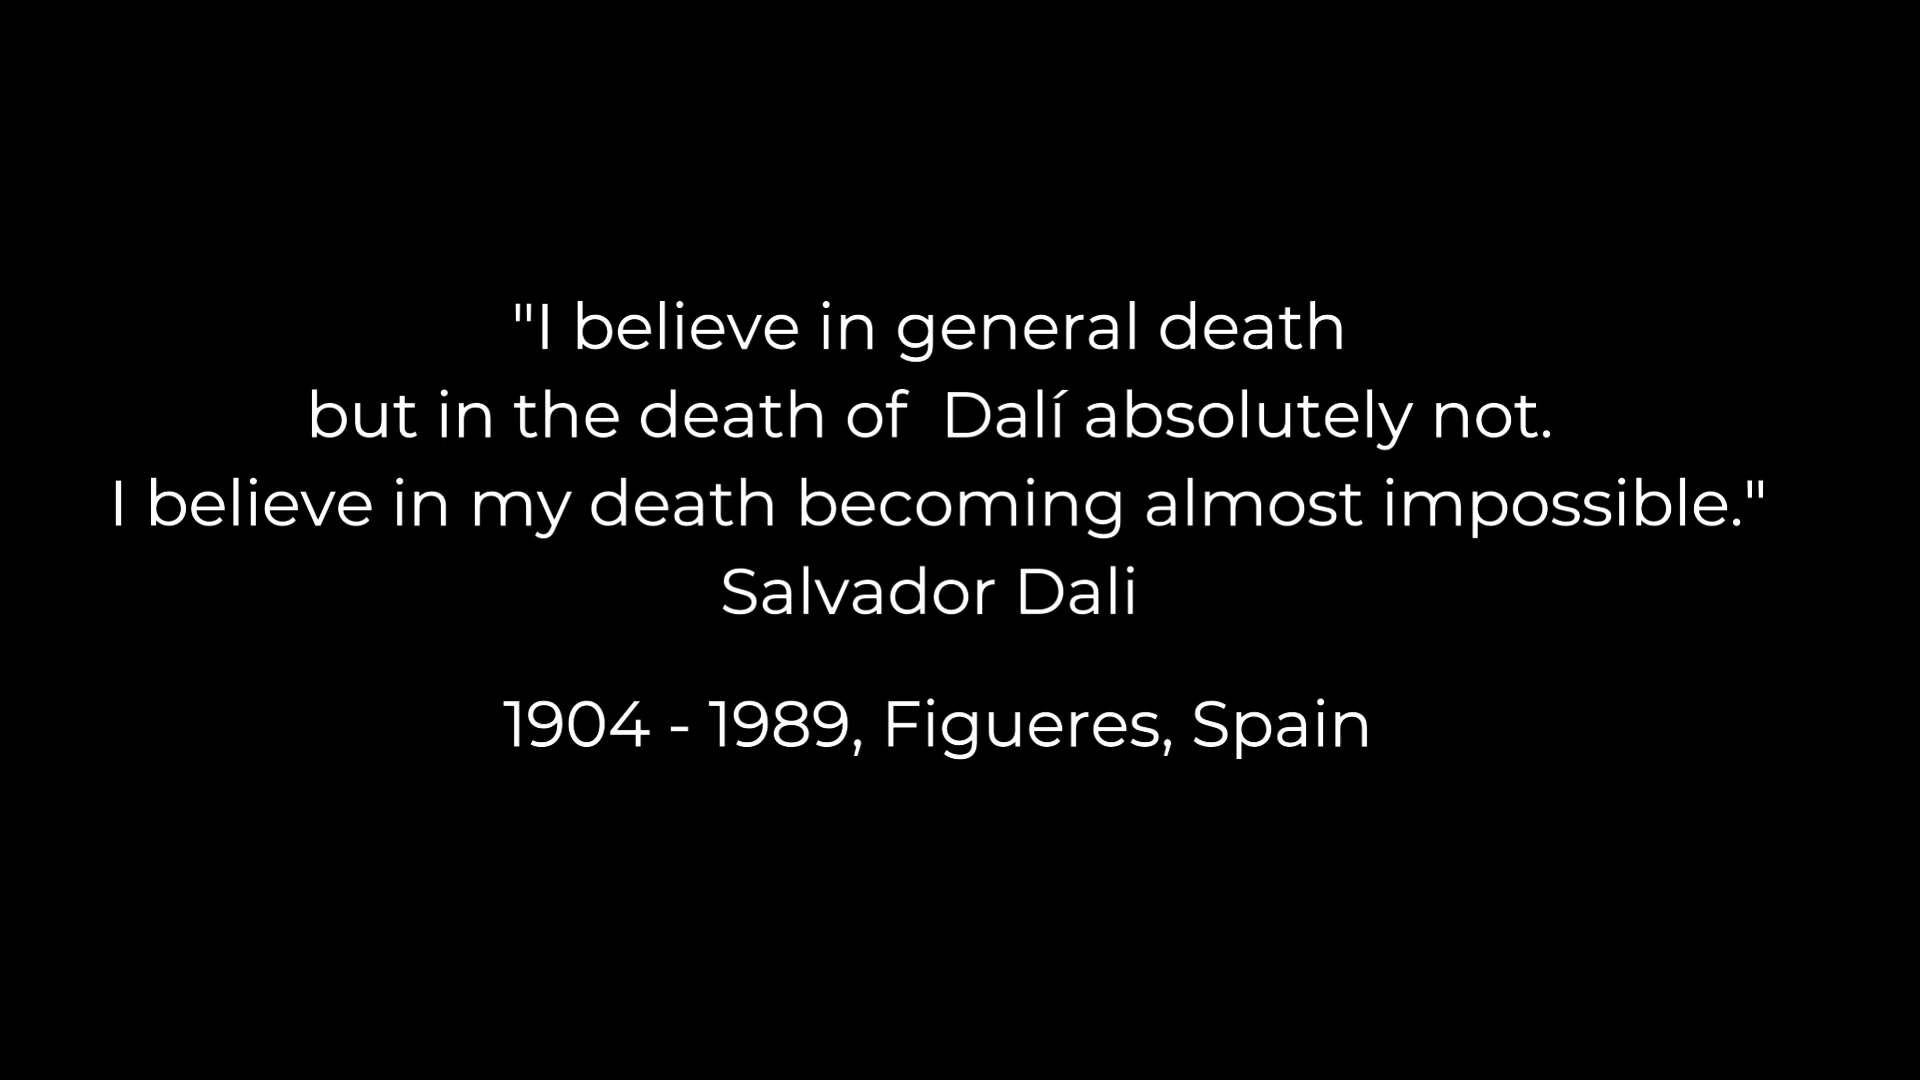 "I believe in general death
but in the death of  Dalí absolutely not.
I believe in my death becoming almost impossible."
Salvador Dali
1904 - 1989, Figueres, Spain